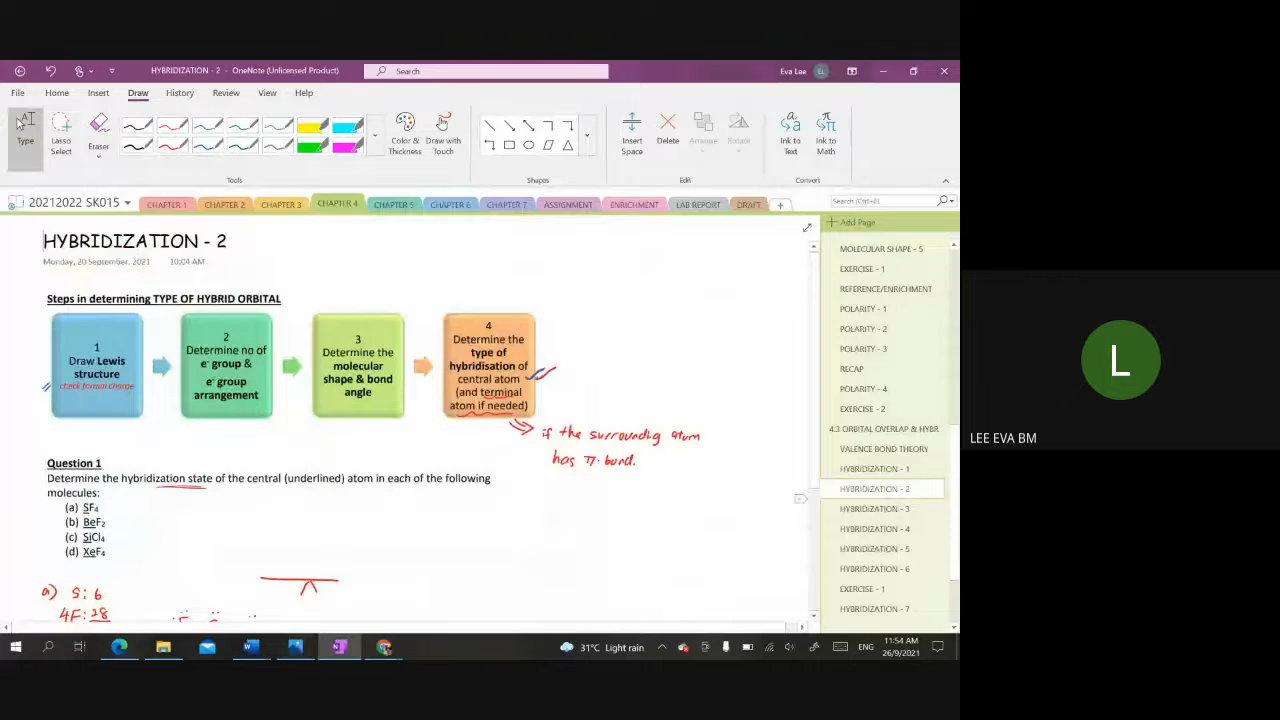 HYBRIDIZATION - 2 - OneNote (Unlicensed Product)
Search
Eva Lee
EL
File
Home
Insert
Draw
History
Review
View
Help
Type
Lasso Select
Eraser
Color & Thickness
Draw with Touch
Insert Space
Delete
Arrange
Rotate
Ink to Text
Ink to Math
Tools
Shapes
Edit
Convert
20212022 SK015
CHAPTER 1
CHAPTER 2
CHAPTER 3
CHAPTER 4
CHAPTER 5
CHAPTER 6
CHAPTER 7
ASSIGNMENT
ENRICHMENT
LAB REPORT
DRAFT
Search (Ctrl+E)
HYBRIDIZATION - 2
Monday, 20 September, 2021 10:04 AM
Steps in determining TYPE OF HYBRID ORBITAL
1
Draw Lewis
structure
check formal charge
2
Determine no of
e⁻ group &
e⁻ group
arrangement
3
Determine the
molecular
shape & bond
angle
4
Determine the
type of
hybridisation of
central atom
(and terminal
atom if needed)
if the surrounding atom
has π-bond.
Question 1
Determine the hybridization state of the central (underlined) atom in each of the following
molecules:
(a) SF₄
(b) BeF₂
(c) SiCl₄
(d) XeF₄
a) S: 6
4F: 28
Add Page
MOLECULAR SHAPE - 5
EXERCISE - 1
REFERENCE/ENRICHMENT
POLARITY - 1
POLARITY - 2
POLARITY - 3
RECAP
POLARITY - 4
EXERCISE - 2
4.3 ORBITAL OVERLAP & HYBR
VALENCE BOND THEORY
HYBRIDIZATION - 1
HYBRIDIZATION - 2
HYBRIDIZATION - 3
HYBRIDIZATION - 4
HYBRIDIZATION - 5
HYBRIDIZATION - 6
EXERCISE - 1
HYBRIDIZATION - 7
L
LEE EVA BM
31°C Light rain
ENG
11:54 AM
26/9/2021